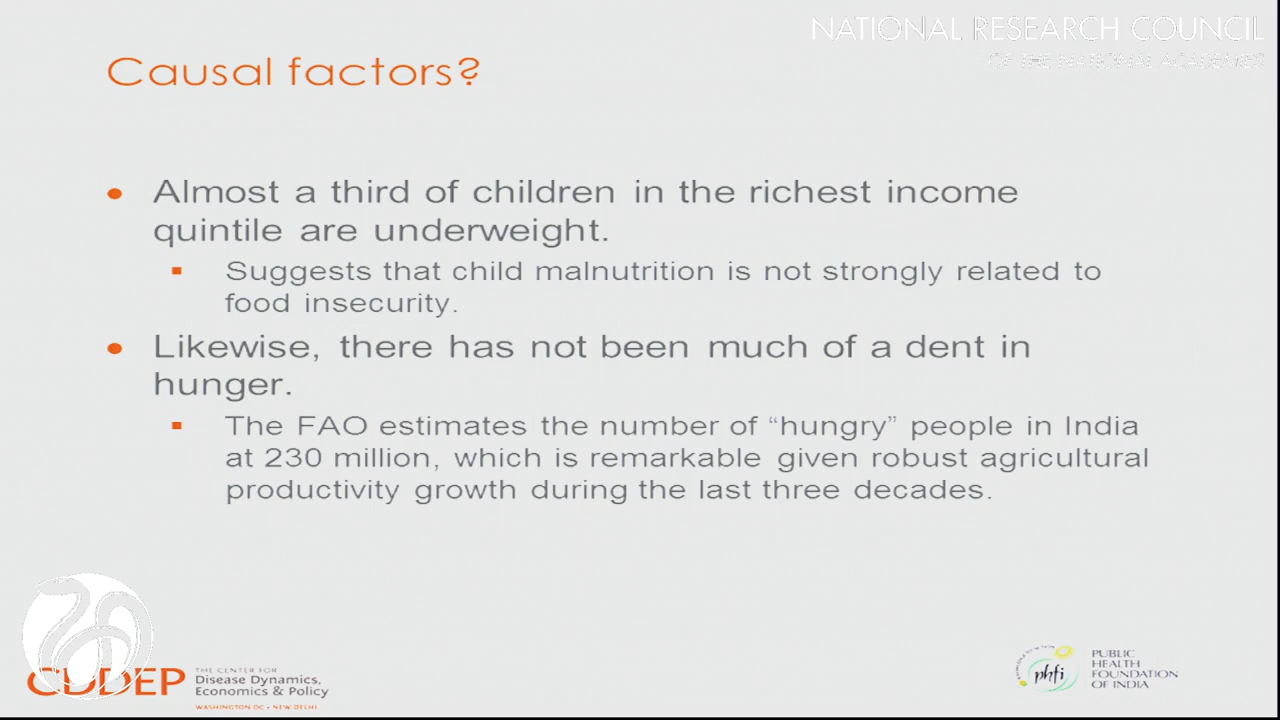 NATIONAL RESEARCH COUNCIL
OF THE NATIONAL ACADEMIES
Causal factors?
Almost a third of children in the richest income
quintile are underweight.
Suggests that child malnutrition is not strongly related to
food insecurity.
Likewise, there has not been much of a dent in
hunger.
The FAO estimates the number of “hungry” people in India
at 230 million, which is remarkable given robust agricultural
productivity growth during the last three decades.
CDDEP
THE CENTER FOR
Disease Dynamics,
Economics & Policy
WASHINGTON DC • NEW DELHI
phfi
PUBLIC
HEALTH
FOUNDATION
OF INDIA